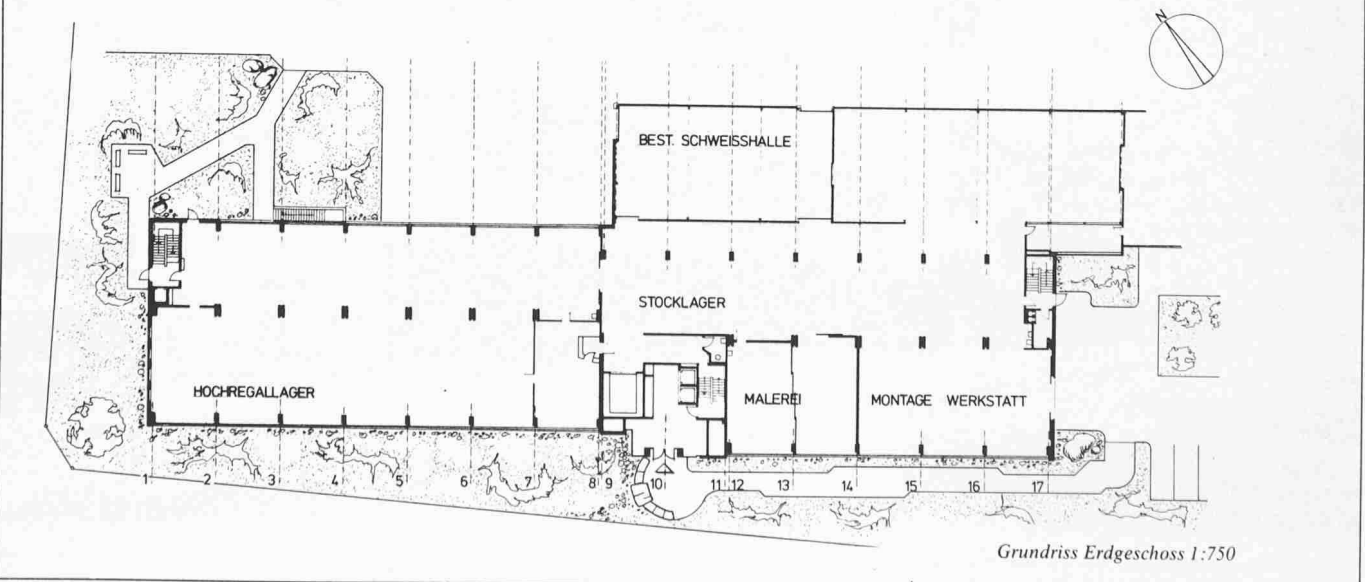 N
BEST. SCHWEISSHALLE
STOCKLAGER
HOCHREGALLAGER
MALEREI
MONTAGE WERKSTATT
1 2 3 4 5 6 7 8 9 10 11 12 13 14 15 16 17
Grundriss Erdgeschoss 1:750